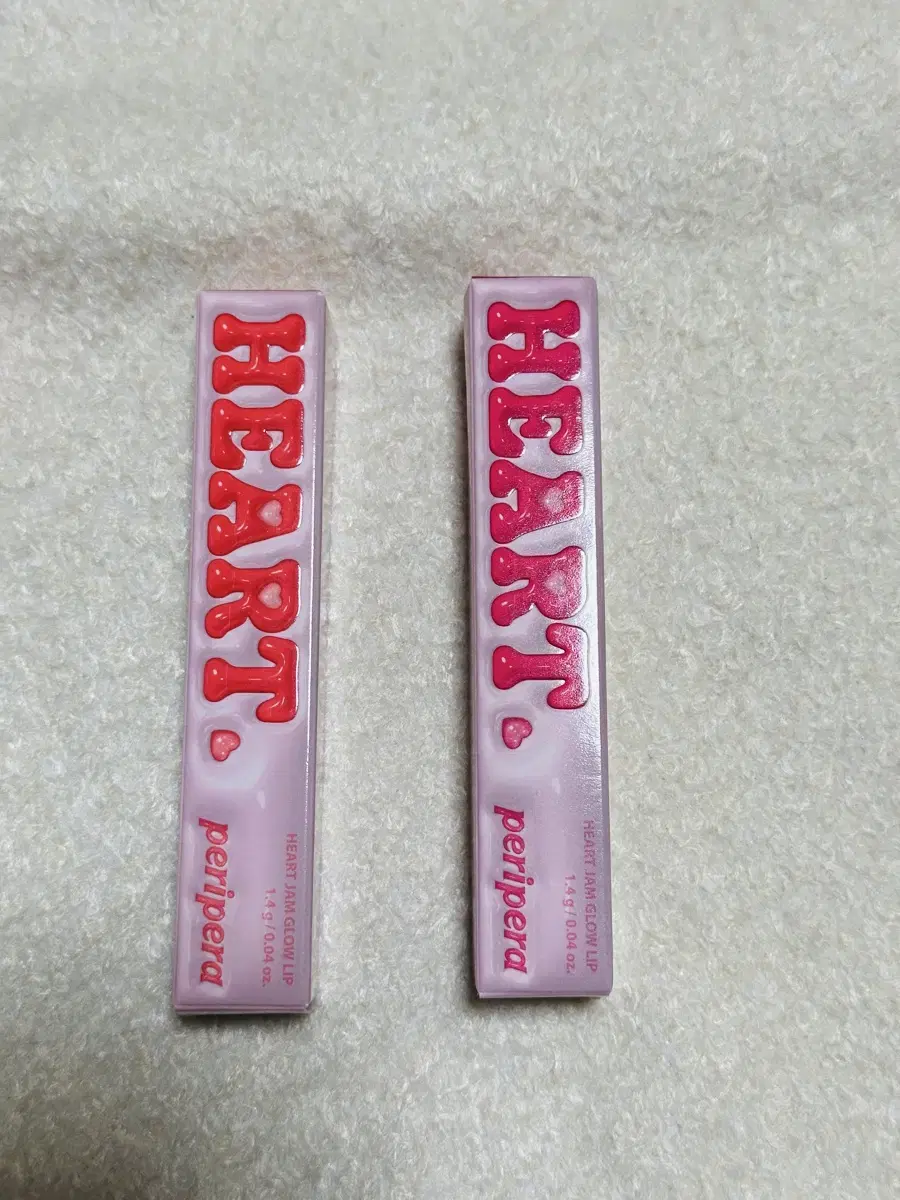 HEART
peripera
HEART JAM GLOW LIP
1.4 g / 0.04 oz.
HEART
peripera
HEART JAM GLOW LIP
1.4 g / 0.04 oz.